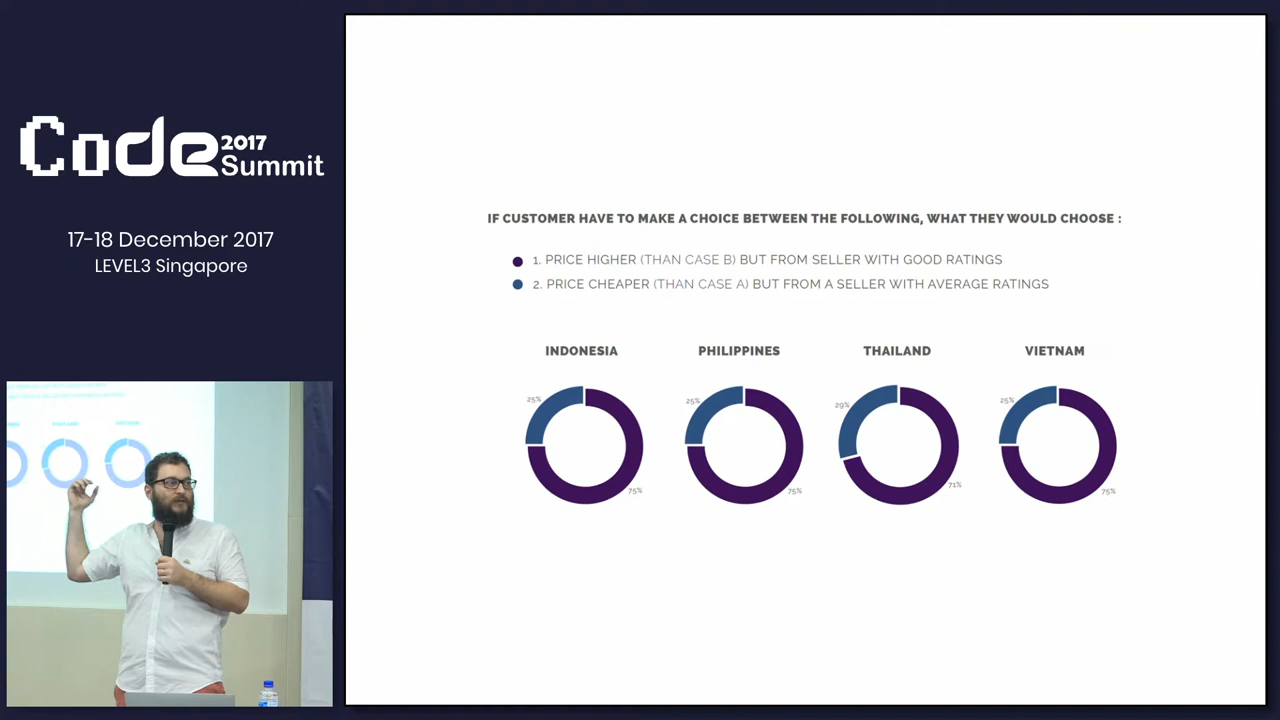 Code 2017 Summit
17-18 December 2017
LEVEL3 Singapore
IF CUSTOMER HAVE TO MAKE A CHOICE BETWEEN THE FOLLOWING, WHAT THEY WOULD CHOOSE :
1. PRICE HIGHER (THAN CASE B) BUT FROM SELLER WITH GOOD RATINGS
2. PRICE CHEAPER (THAN CASE A) BUT FROM A SELLER WITH AVERAGE RATINGS
INDONESIA PHILIPPINES THAILAND VIETNAM
25% 25% 29% 25%
75% 75% 71% 75%